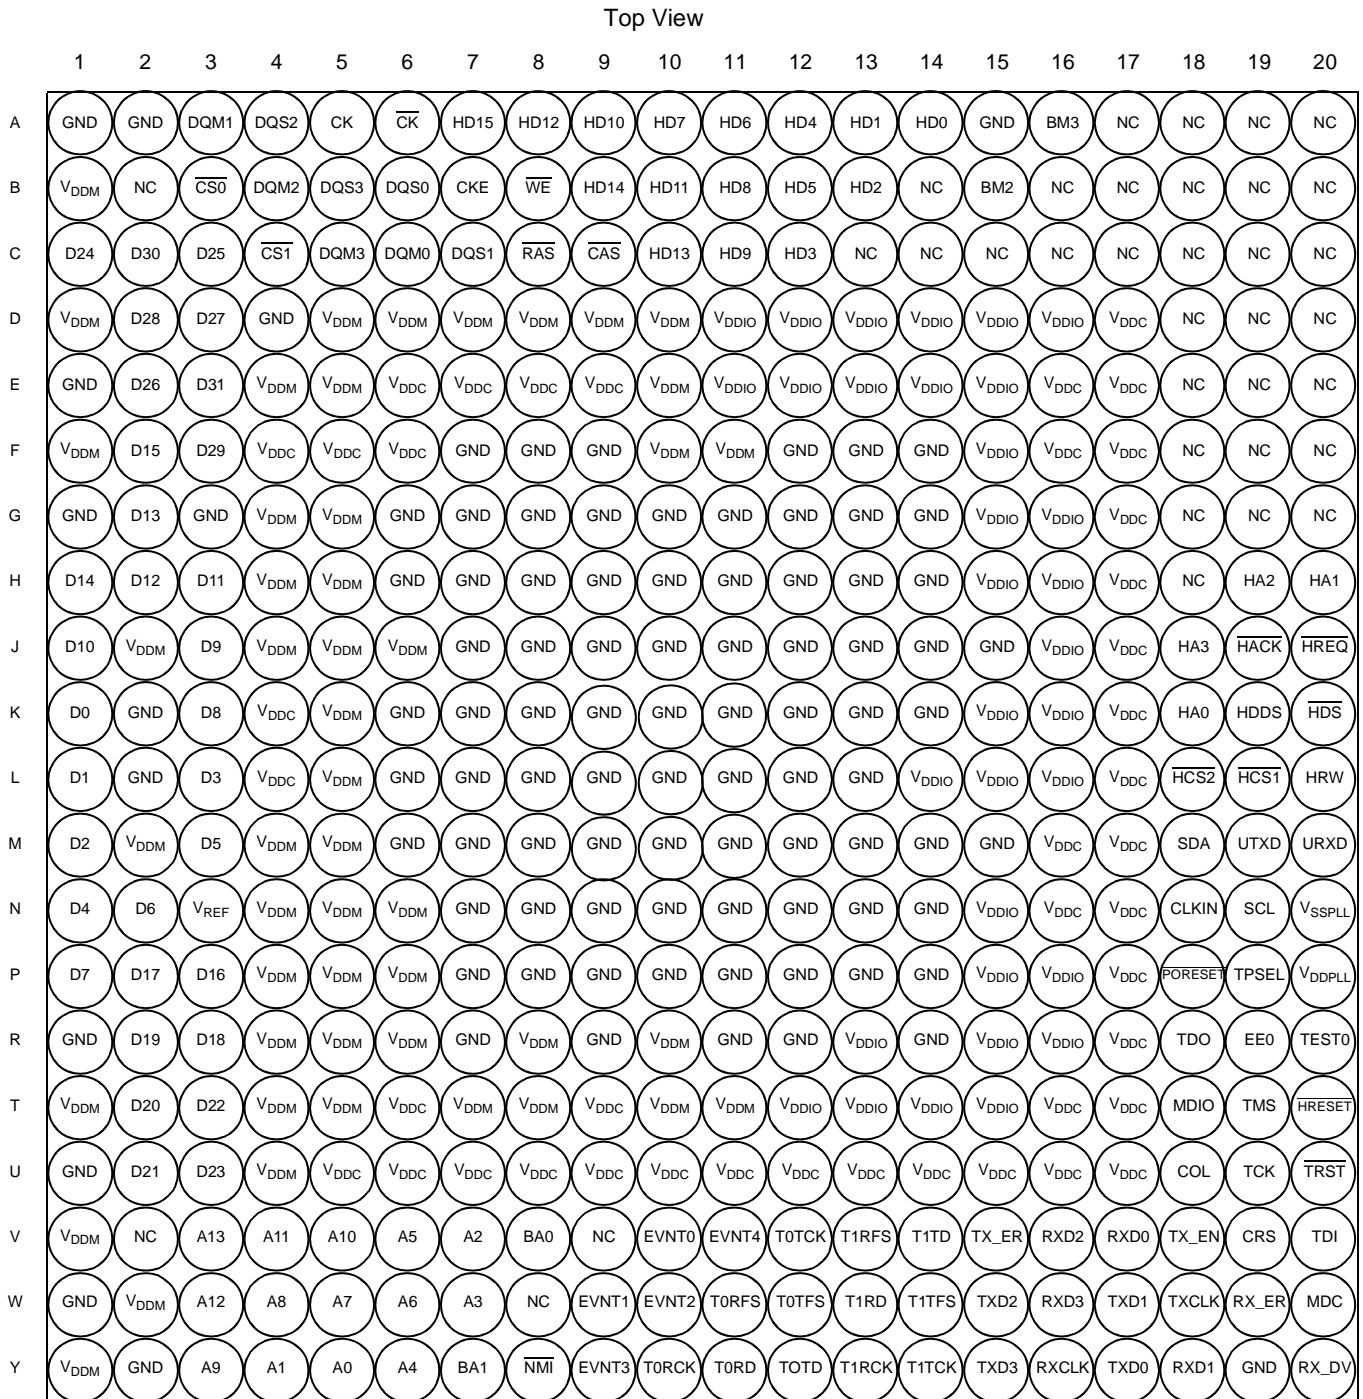 Top View
1 2 3 4 5 6 7 8 9 10 11 12 13 14 15 16 17 18 19 20
A GND GND DQM1 DQS2 CK C̅K̅ HD15 HD12 HD10 HD7 HD6 HD4 HD1 HD0 GND BM3 NC NC NC NC
B VDDM NC C̅S̅0̅ DQM2 DQS3 DQS0 CKE W̅E̅ HD14 HD11 HD8 HD5 HD2 NC BM2 NC NC NC NC NC
C D24 D30 D25 C̅S̅1̅ DQM3 DQM0 DQS1 R̅A̅S̅ C̅A̅S̅ HD13 HD9 HD3 NC NC NC NC NC NC NC NC
D VDDM D28 D27 GND VDDM VDDM VDDM VDDM VDDM VDDM VDDIO VDDIO VDDIO VDDIO VDDIO VDDIO VDDC NC NC NC
E GND D26 D31 VDDM VDDM VDDC VDDC VDDC VDDC VDDM VDDIO VDDIO VDDIO VDDIO VDDIO VDDC VDDC NC NC NC
F VDDM D15 D29 VDDC VDDC VDDC GND GND GND VDDM VDDM GND GND GND VDDIO VDDC VDDC NC NC NC
G GND D13 GND VDDM VDDM GND GND GND GND GND GND GND GND GND VDDIO VDDIO VDDC NC NC NC
H D14 D12 D11 VDDM VDDM GND GND GND GND GND GND GND GND GND VDDIO VDDIO VDDC NC HA2 HA1
J D10 VDDM D9 VDDM VDDM VDDM GND GND GND GND GND GND GND GND GND VDDIO VDDC HA3 H̅A̅C̅K̅ H̅R̅E̅Q̅
K D0 GND D8 VDDC VDDM GND GND GND GND GND GND GND GND GND VDDIO VDDIO VDDC HA0 HDDS H̅D̅S̅
L D1 GND D3 VDDC VDDM GND GND GND GND GND GND GND GND VDDIO VDDIO VDDIO VDDC H̅C̅S̅2̅ H̅C̅S̅1̅ HRW
M D2 VDDM D5 VDDM VDDM GND GND GND GND GND GND GND GND GND GND VDDC VDDC SDA UTXD URXD
N D4 D6 VREF VDDM VDDM VDDM GND GND GND GND GND GND GND GND VDDIO VDDC VDDC CLKIN SCL VSSPLL
P D7 D17 D16 VDDM VDDM VDDM GND GND GND GND GND GND GND GND VDDIO VDDIO VDDC P̅O̅R̅E̅S̅E̅T̅ TPSEL VDDPLL
R GND D19 D18 VDDM VDDM VDDM GND VDDM GND VDDM GND GND VDDIO GND VDDIO VDDIO VDDC TDO EE0 TEST0
T VDDM D20 D22 VDDM VDDM VDDC VDDM VDDM VDDC VDDM VDDM VDDIO VDDIO VDDIO VDDIO VDDC VDDC MDIO TMS H̅R̅E̅S̅E̅T̅
U GND D21 D23 VDDM VDDC VDDC VDDC VDDC VDDC VDDC VDDC VDDC VDDC VDDC VDDC VDDC VDDC COL TCK T̅R̅S̅T̅
V VDDM NC A13 A11 A10 A5 A2 BA0 NC EVNT0 EVNT4 T0TCK T1RFS T1TD TX_ER RXD2 RXD0 TX_EN CRS TDI
W GND VDDM A12 A8 A7 A6 A3 NC EVNT1 EVNT2 T0RFS T0TFS T1RD T1TFS TXD2 RXD3 TXD1 TXCLK RX_ER MDC
Y VDDM GND A9 A1 A0 A4 BA1 N̅M̅I̅ EVNT3 T0RCK T0RD TOTD T1RCK T1TCK TXD3 RXCLK TXD0 RXD1 GND RX_DV